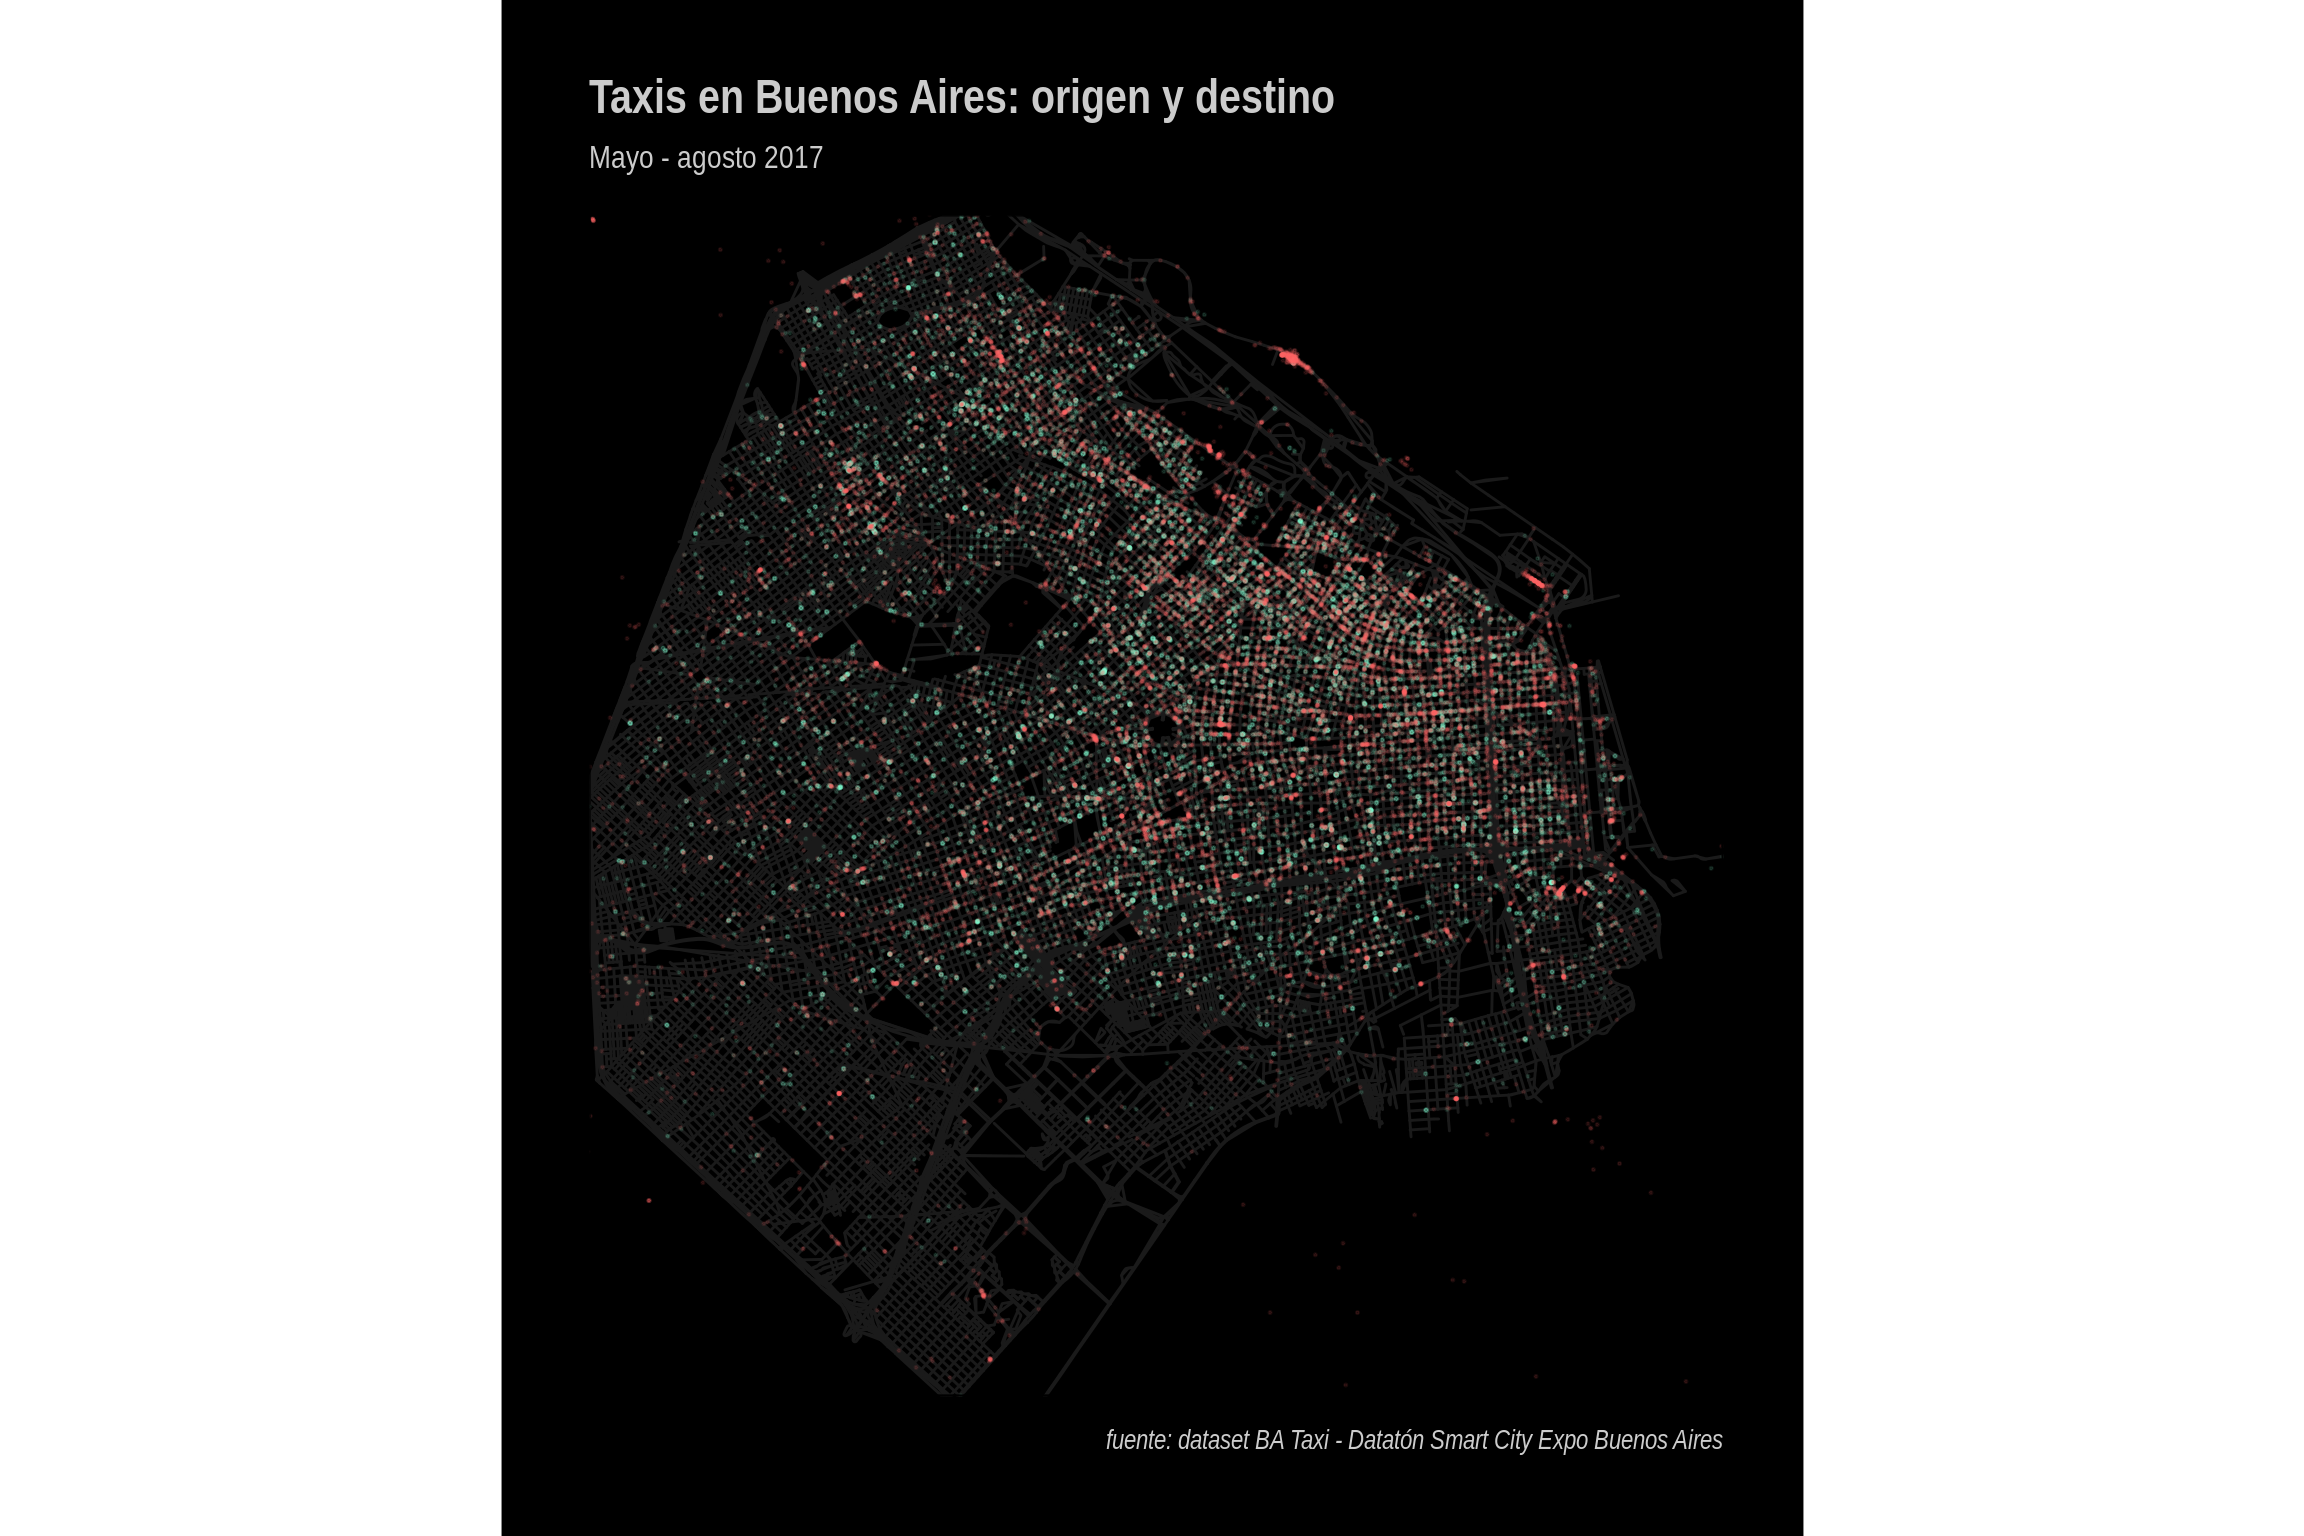 Taxis en Buenos Aires: origen y destino
Mayo - agosto 2017
fuente: dataset BA Taxi - Datatón Smart City Expo Buenos Aires